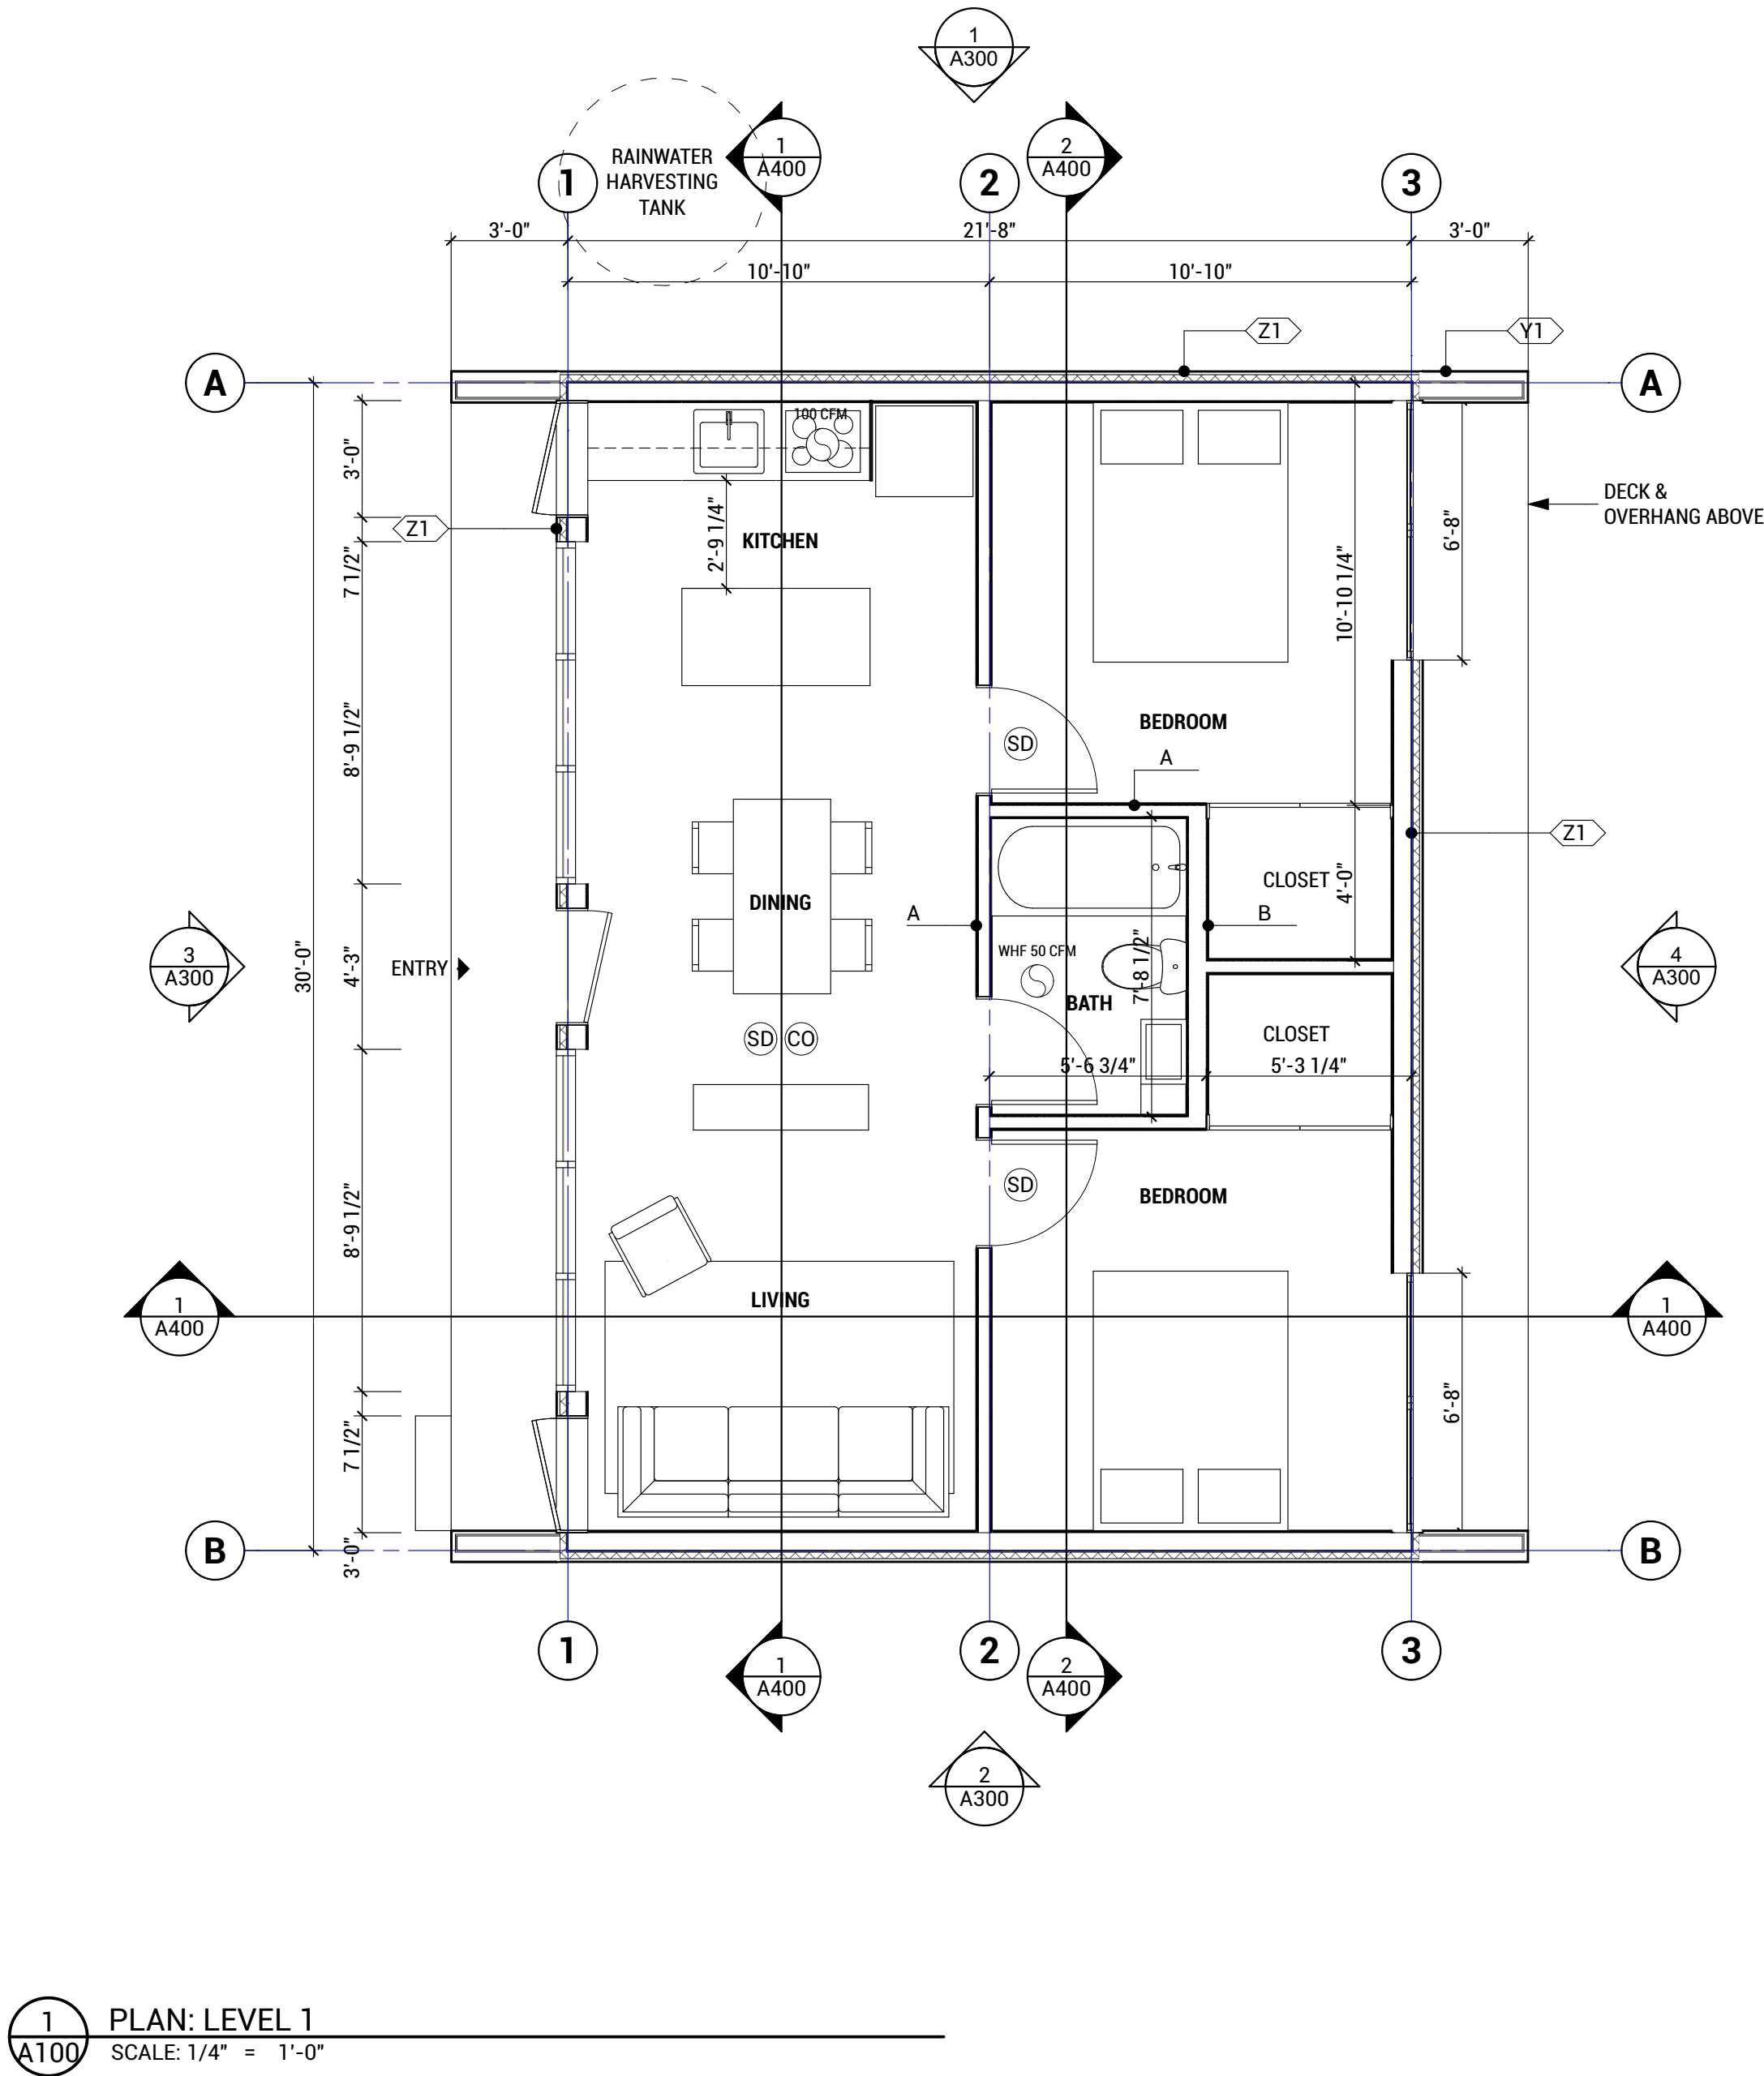 1
A300
RAINWATER
HARVESTING
TANK
1
A400
2
A400
1
2
3
3'-0"
21'-8"
3'-0"
10'-10"
10'-10"
Z1
Y1
A
A
100 CFM
3'-0"
DECK &
OVERHANG ABOVE
6'-8"
Z1
2'-9 1/4"
KITCHEN
7 1/2"
10'-10 1/4"
BEDROOM
SD
8'-9 1/2"
A
Z1
CLOSET
4'-0"
DINING
A
B
3
A300
30'-0"
4'-3"
ENTRY
WHF 50 CFM
7'-8 1/2"
BATH
4
A300
SD
CO
CLOSET
5'-6 3/4"
5'-3 1/4"
SD
BEDROOM
8'-9 1/2"
LIVING
1
A400
1
A400
6'-8"
7 1/2"
B
3'-0"
B
1
2
3
1
A400
2
A400
2
A300
1
A100
PLAN: LEVEL 1
SCALE: 1/4" = 1'-0"